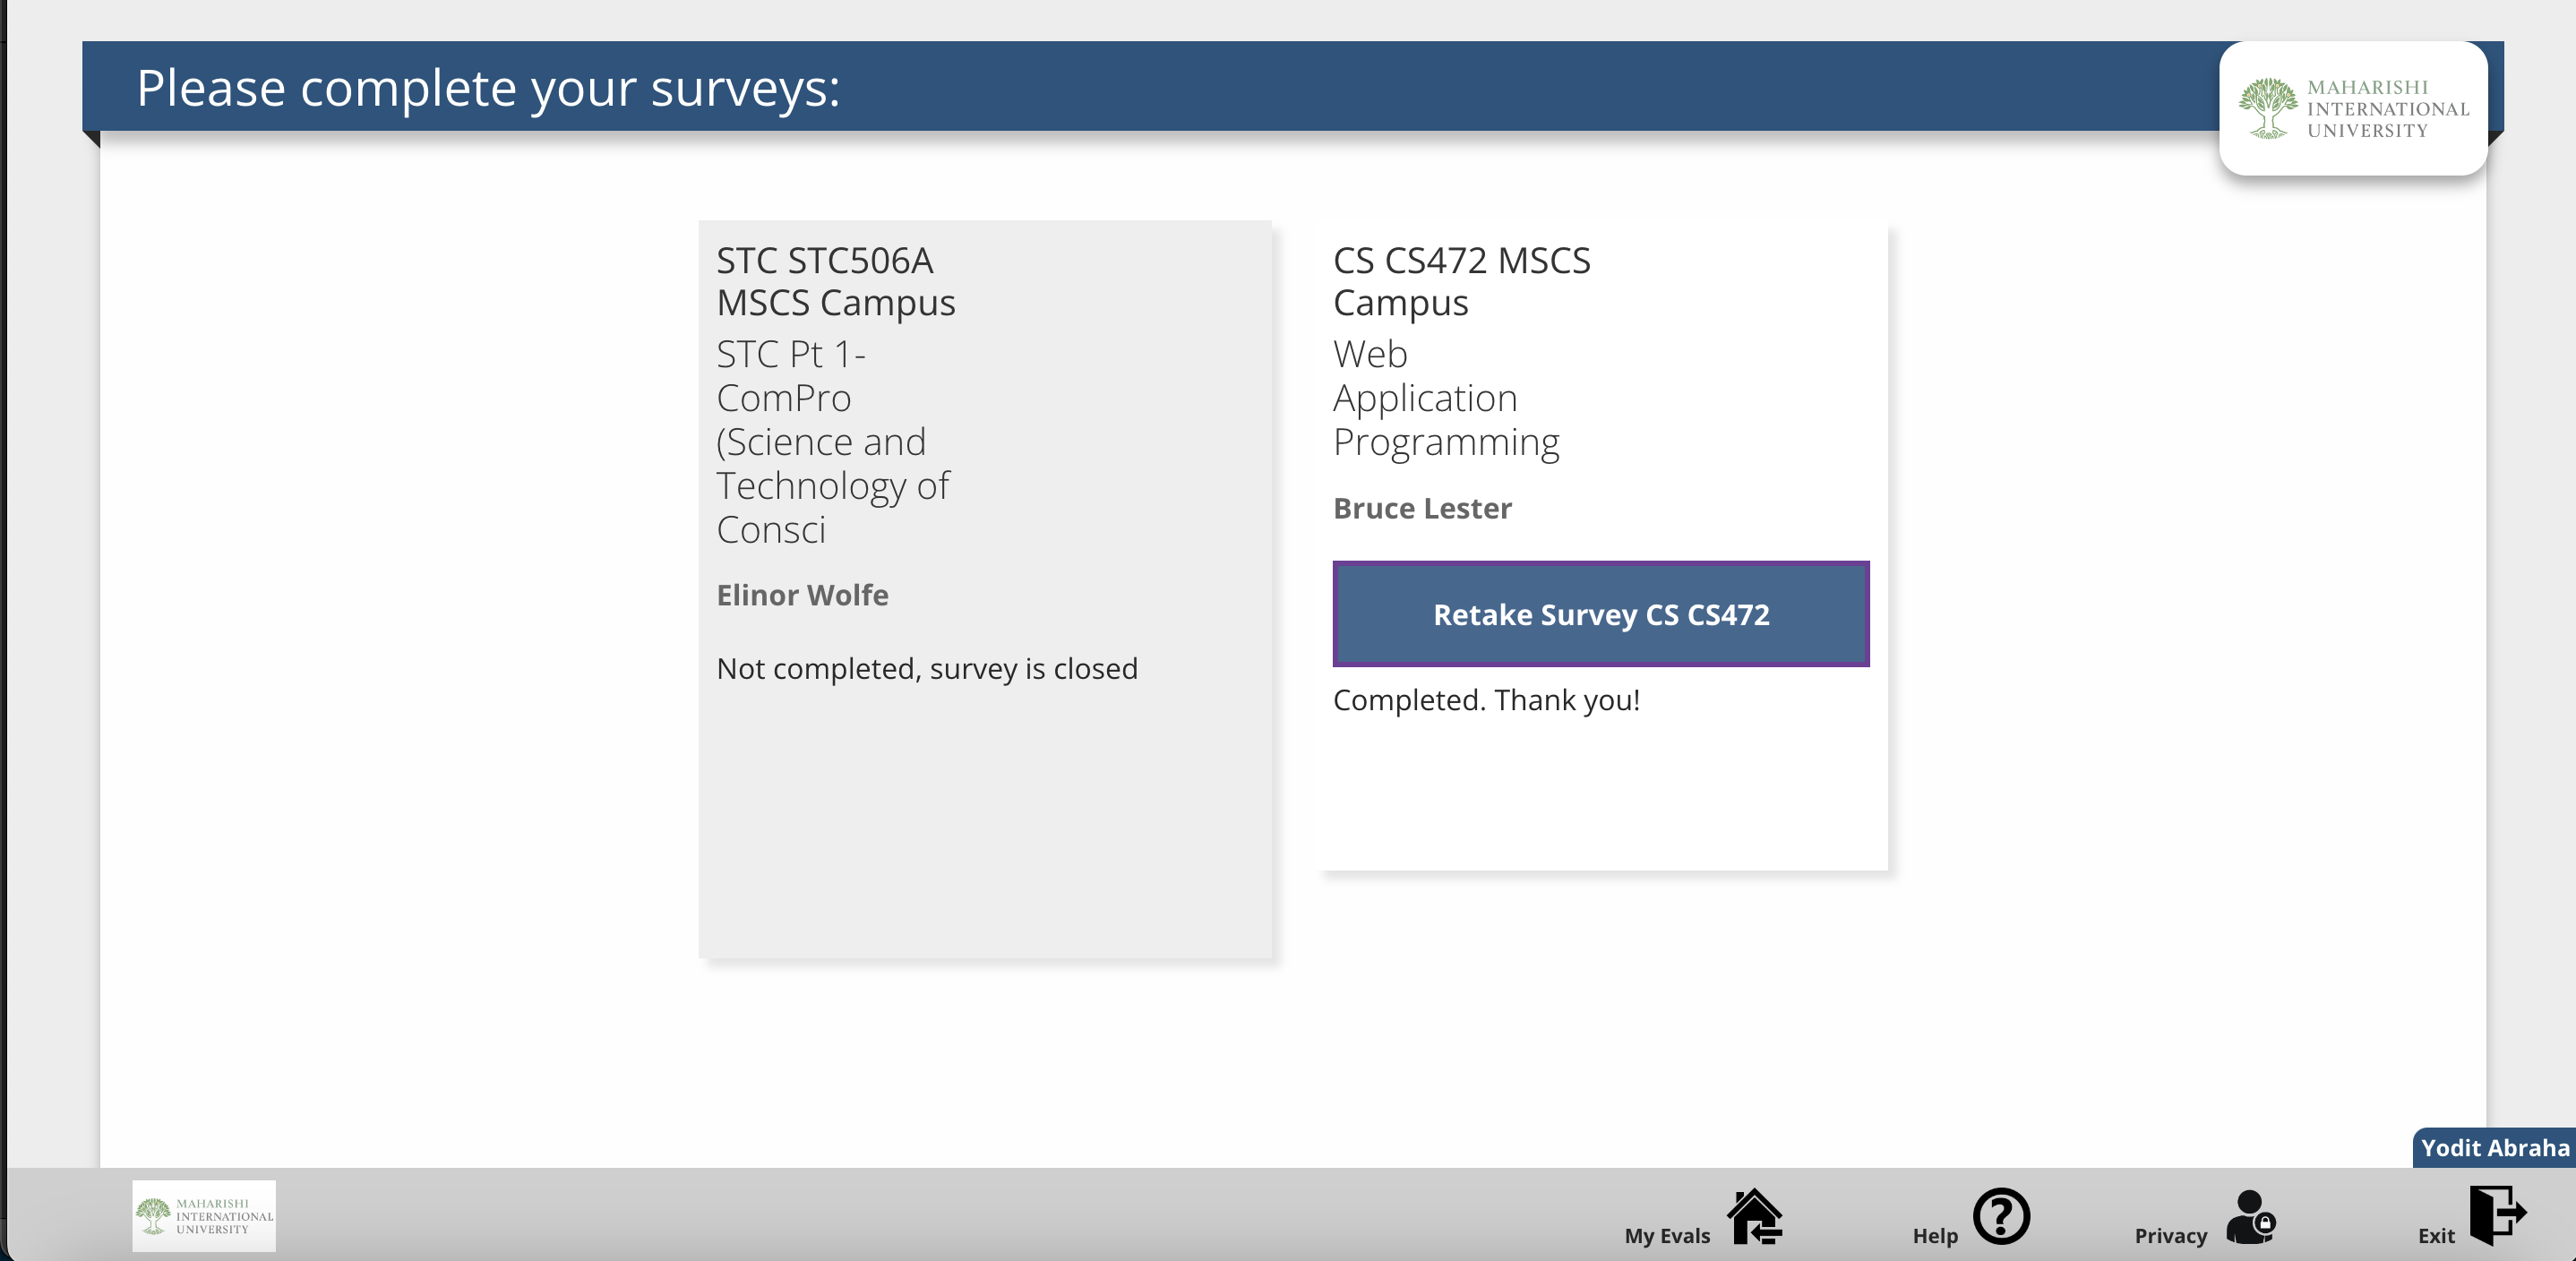 Please complete your surveys:
MAHARISHI
INTERNATIONAL
UNIVERSITY
STC STC506A
MSCS Campus
STC Pt 1-
ComPro
(Science and
Technology of
Consci
Elinor Wolfe
Not completed, survey is closed
CS CS472 MSCS
Campus
Web
Application
Programming
Bruce Lester
Retake Survey CS CS472
Completed. Thank you!
Yodit Abraha
MAHARISHI
INTERNATIONAL
UNIVERSITY
My Evals
Help
Privacy
Exit